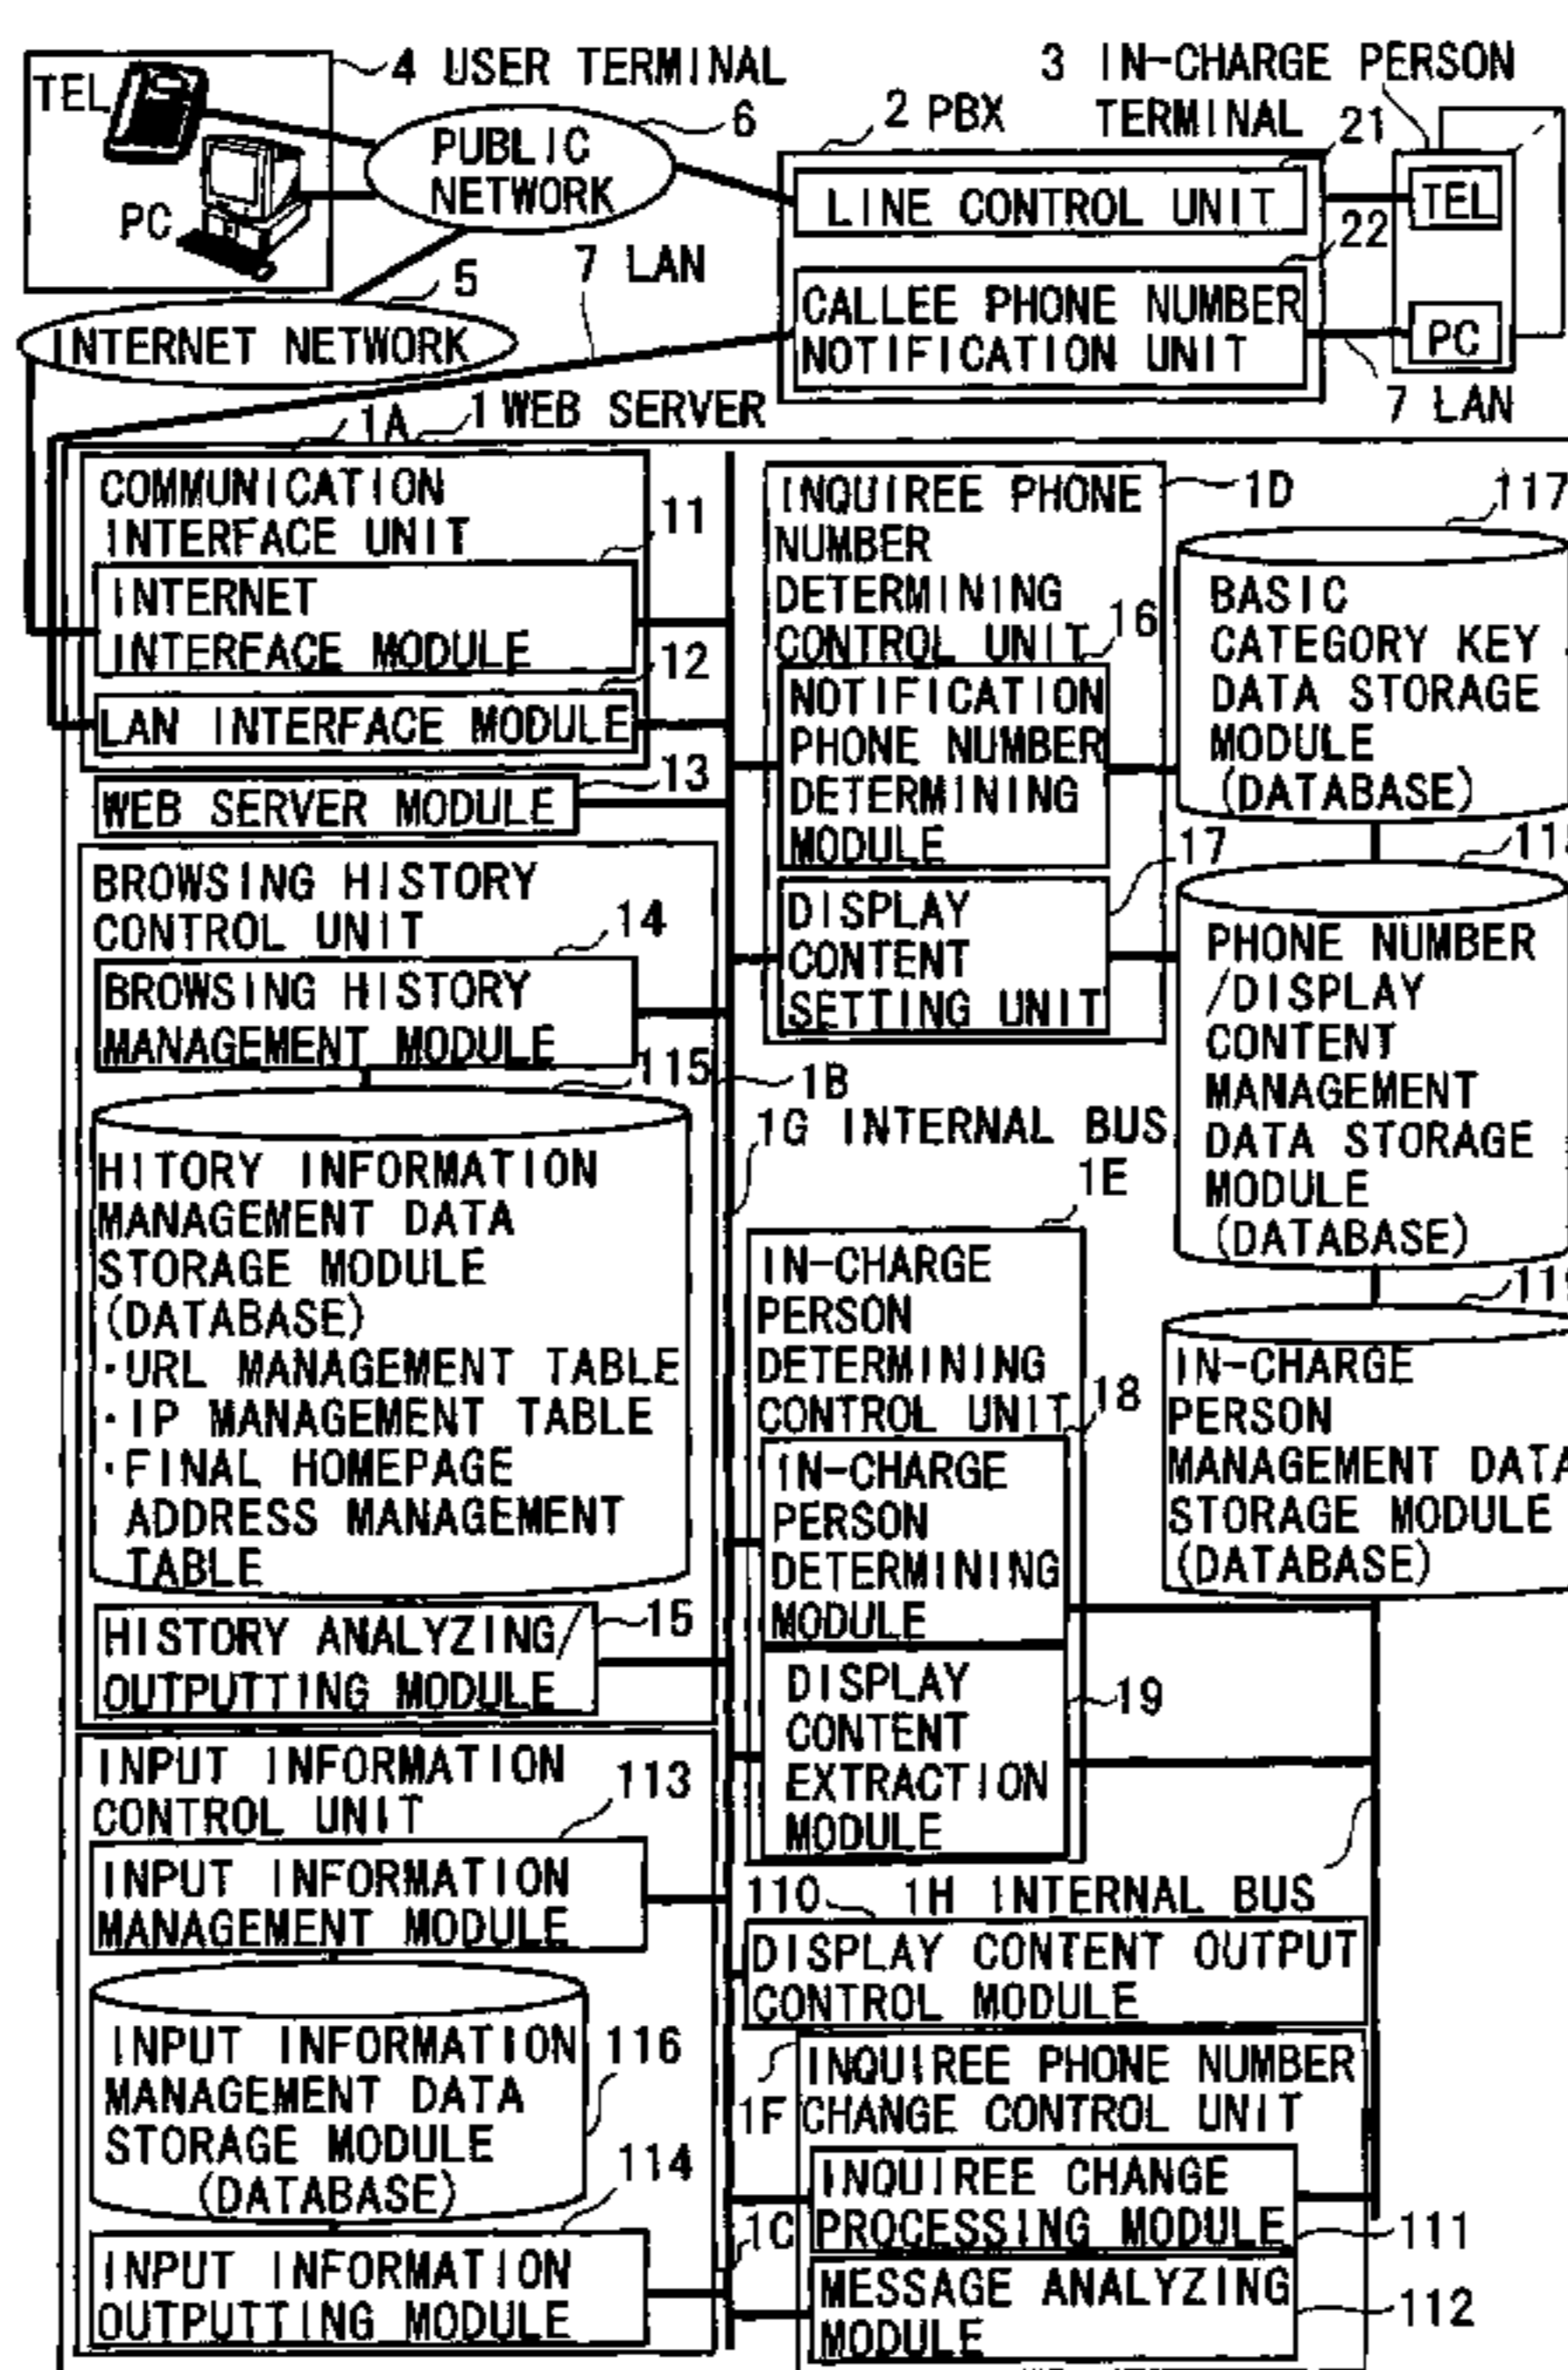 TEL
PC
4 USER TERMINAL
PUBLIC
NETWORK
6
2 PBX
3 IN-CHARGE PERSON
TERMINAL
21
LINE CONTROL UNIT
TEL
22
CALLEE PHONE NUMBER
NOTIFICATION UNIT
PC
7 LAN
7 LAN
5
INTERNET NETWORK
1 WEB SERVER
1A
COMMUNICATION
INTERFACE UNIT
11
INTERNET
INTERFACE MODULE
12
LAN INTERFACE MODULE
13
WEB SERVER MODULE
BROWSING HISTORY
CONTROL UNIT
14
BROWSING HISTORY
MANAGEMENT MODULE
115
1B
HITORY INFORMATION
MANAGEMENT DATA
STORAGE MODULE
(DATABASE)
·URL MANAGEMENT TABLE
·IP MANAGEMENT TABLE
·FINAL HOMEPAGE
ADDRESS MANAGEMENT
TABLE
15
HISTORY ANALYZING/
OUTPUTTING MODULE
INPUT INFORMATION
CONTROL UNIT
113
INPUT INFORMATION
MANAGEMENT MODULE
INPUT INFORMATION
MANAGEMENT DATA
STORAGE MODULE
(DATABASE)
116
114
INPUT INFORMATION
OUTPUTTING MODULE
1C
1D
INQUIREE PHONE
NUMBER
DETERMINING
CONTROL UNIT
16
NOTIFICATION
PHONE NUMBER
DETERMINING
MODULE
17
DISPLAY
CONTENT
SETTING UNIT
117
BASIC
CATEGORY KEY
DATA STORAGE
MODULE
(DATABASE)
PHONE NUMBER
/DISPLAY
CONTENT
MANAGEMENT
DATA STORAGE
MODULE
(DATABASE)
1G INTERNAL BUS
1E
IN-CHARGE
PERSON
DETERMINING
CONTROL UNIT
18
IN-CHARGE
PERSON
DETERMINING
MODULE
DISPLAY
CONTENT
EXTRACTION
MODULE
19
IN-CHARGE
PERSON
MANAGEMENT DATA
STORAGE MODULE
(DATABASE)
110
1H INTERNAL BUS
DISPLAY CONTENT OUTPUT
CONTROL MODULE
1F
INQUIREE PHONE NUMBER
CHANGE CONTROL UNIT
INQUIREE CHANGE
PROCESSING MODULE
111
MESSAGE ANALYZING
MODULE
112